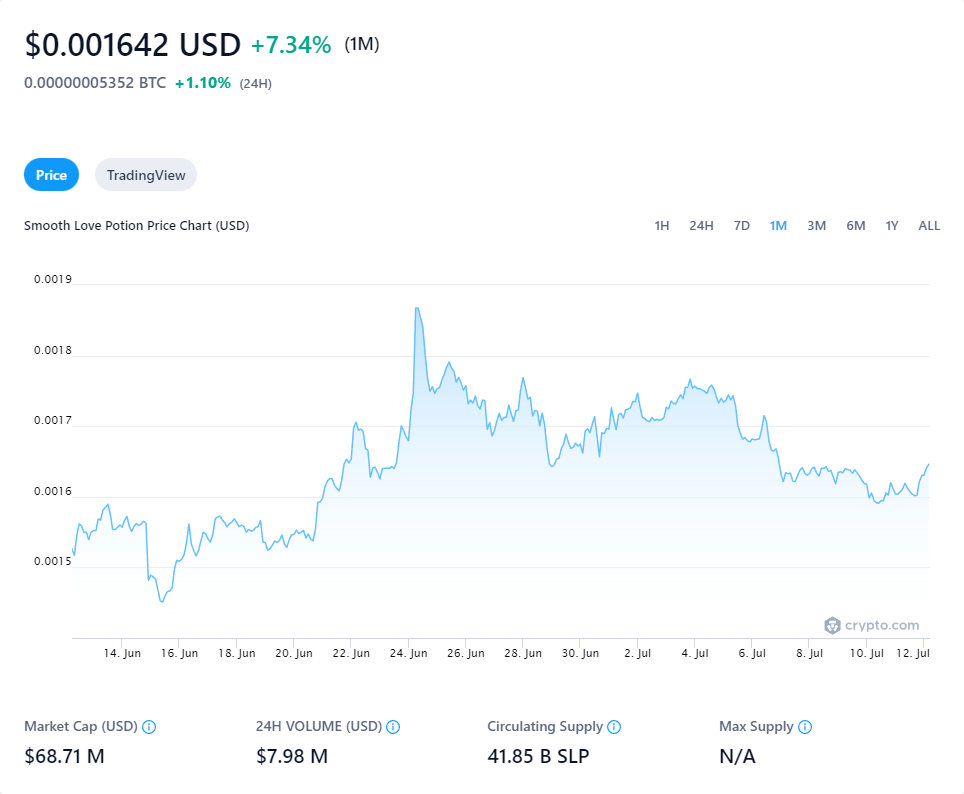 $0.001642 USD +7.34% (1M)
0.00000005352 BTC +1.10% (24H)
Price TradingView
Smooth Love Potion Price Chart (USD) 1H 24H 7D 1M 3M 6M 1Y ALL
0.0019
0.0018
0.0017
0.0016
0.0015
crypto.com
14. Jun 16. Jun 18. Jun 20. Jun 22. Jun 24. Jun 26. Jun 28. Jun 30. Jun 2. Jul 4. Jul 6. Jul 8. Jul 10. Jul 12. Jul
Market Cap (USD) 24H VOLUME (USD) Circulating Supply Max Supply
$68.71 M $7.98 M 41.85 B SLP N/A